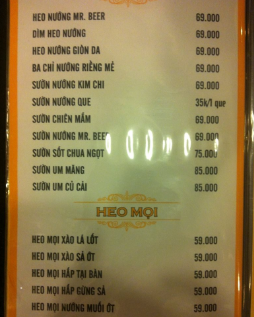 HEO NƯỚNG MR. BEER 69.000
DÌM HEO NƯỚNG 69.000
HEO NƯỚNG GIÒN DA 69.000
BA CHỈ NƯỚNG RIỀNG MẺ 69.000
SƯỜN NƯỚNG KIM CHI 69.000
SƯỜN NƯỚNG QUE 35k/1 que
SƯỜN CHIÊN MẮM 69.000
SƯỜN NƯỚNG MR. BEER 69.000
SƯỜN SỐT CHUA NGỌT 75.000
SƯỜN UM MĂNG 85.000
SƯỜN UM CỦ CẢI 85.000
HEO MỌI
HEO MỌI XÀO LÁ LỐT 59.000
HEO MỌI XÀO SẢ ỚT 59.000
HEO MỌI HẤP TẠI BÀN 59.000
HEO MỌI HẤP GỪNG SẢ 59.000
HEO MỌI NƯỚNG MUỐI ỚT 59.000